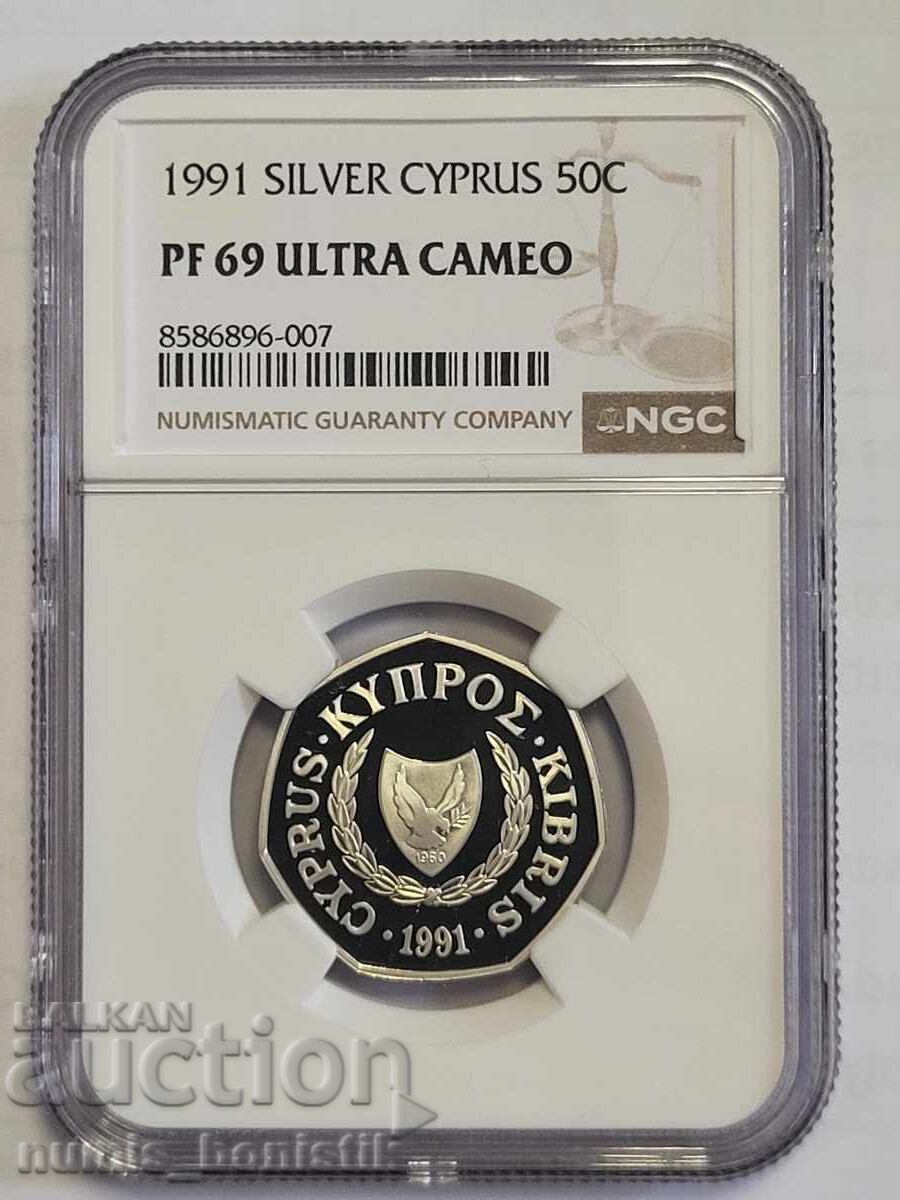 1991 SILVER CYPRUS 50C
PF 69 ULTRA CAMEO
8586896-007
NUMISMATIC GUARANTY COMPANY
NGC
CYPRUS · ΚΥΠΡΟΣ · KIBRIS
1960
· 1991 ·
BALKAN
auction
numis_bonistik